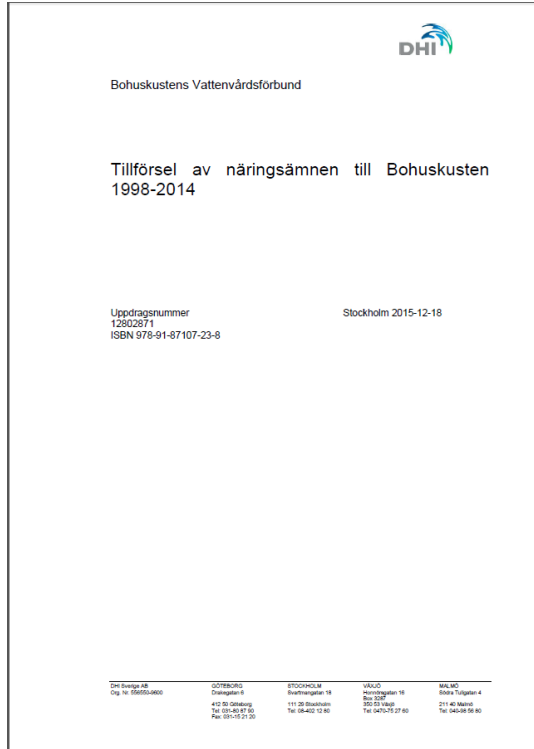 DHI
Bohuskustens Vattenvårdsförbund
Tillförsel av näringsämnen till Bohuskusten
1998-2014
Uppdragsnummer
12802871
ISBN 978-91-87107-23-8
Stockholm 2015-12-18
DHI Sverige AB
Org. Nr. 556550-9600
GÖTEBORG
Drakegatan 6
412 50 Göteborg
Tel: 031-80 87 90
Fax: 031-15 21 20
STOCKHOLM
Svartmangatan 18
111 29 Stockholm
Tel: 08-402 12 80
VÄXJÖ
Honnörsgatan 16
Box 3287
350 53 Växjö
Tel: 0470-75 27 60
MALMÖ
Södra Tullgatan 4
211 40 Malmö
Tel: 040-98 56 60